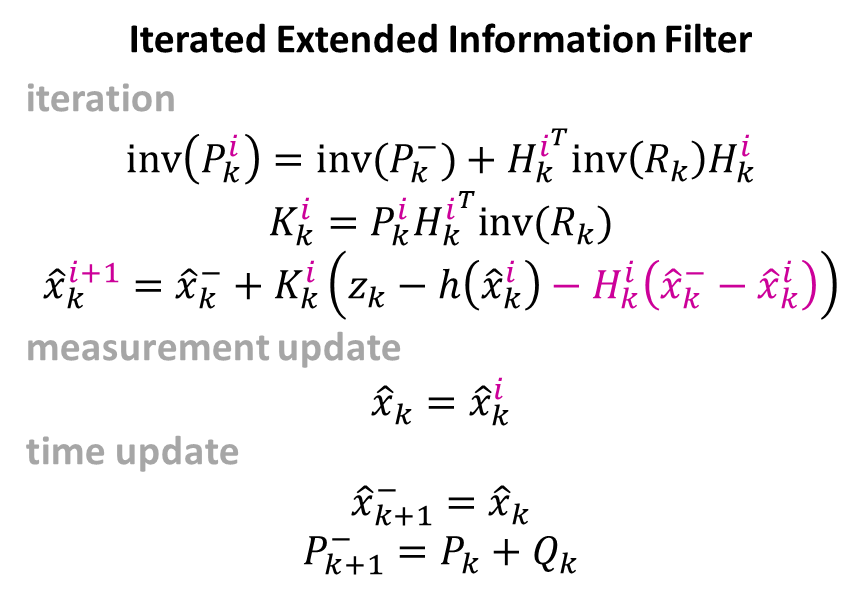 Iterated Extended Information Filter
iteration
inv(P_k^i) = inv(P_k^-) + H_k^{i^T} inv(R_k) H_k^i
K_k^i = P_k^i H_k^{i^T} inv(R_k)
x̂_k^{i+1} = x̂_k^- + K_k^i (z_k − h(x̂_k^i) − H_k^i (x̂_k^- − x̂_k^i))
measurement update
x̂_k = x̂_k^i
time update
x̂_{k+1}^- = x̂_k
P_{k+1}^- = P_k + Q_k